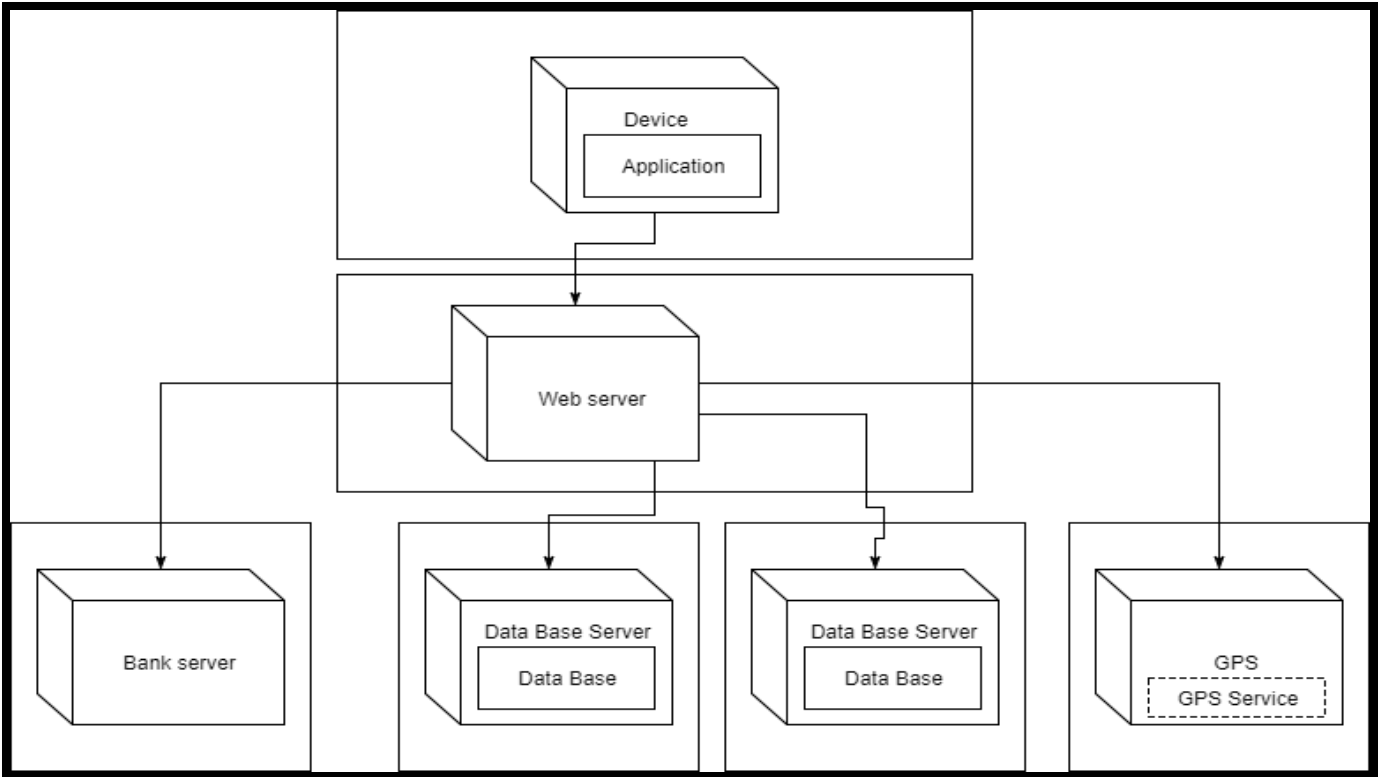 Device
Application
Web server
Bank server
Data Base Server
Data Base
Data Base Server
Data Base
GPS
GPS Service